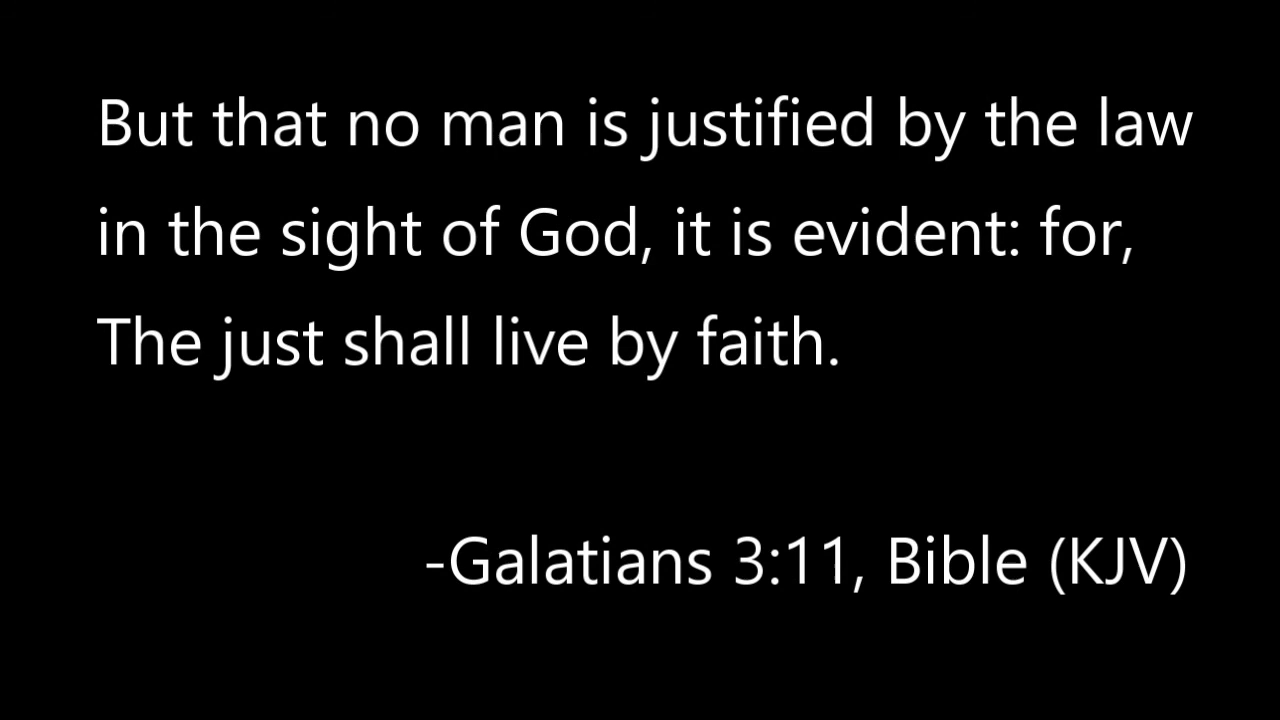 But that no man is justified by the law
in the sight of God, it is evident: for,
The just shall live by faith.
-Galatians 3:11, Bible (KJV)